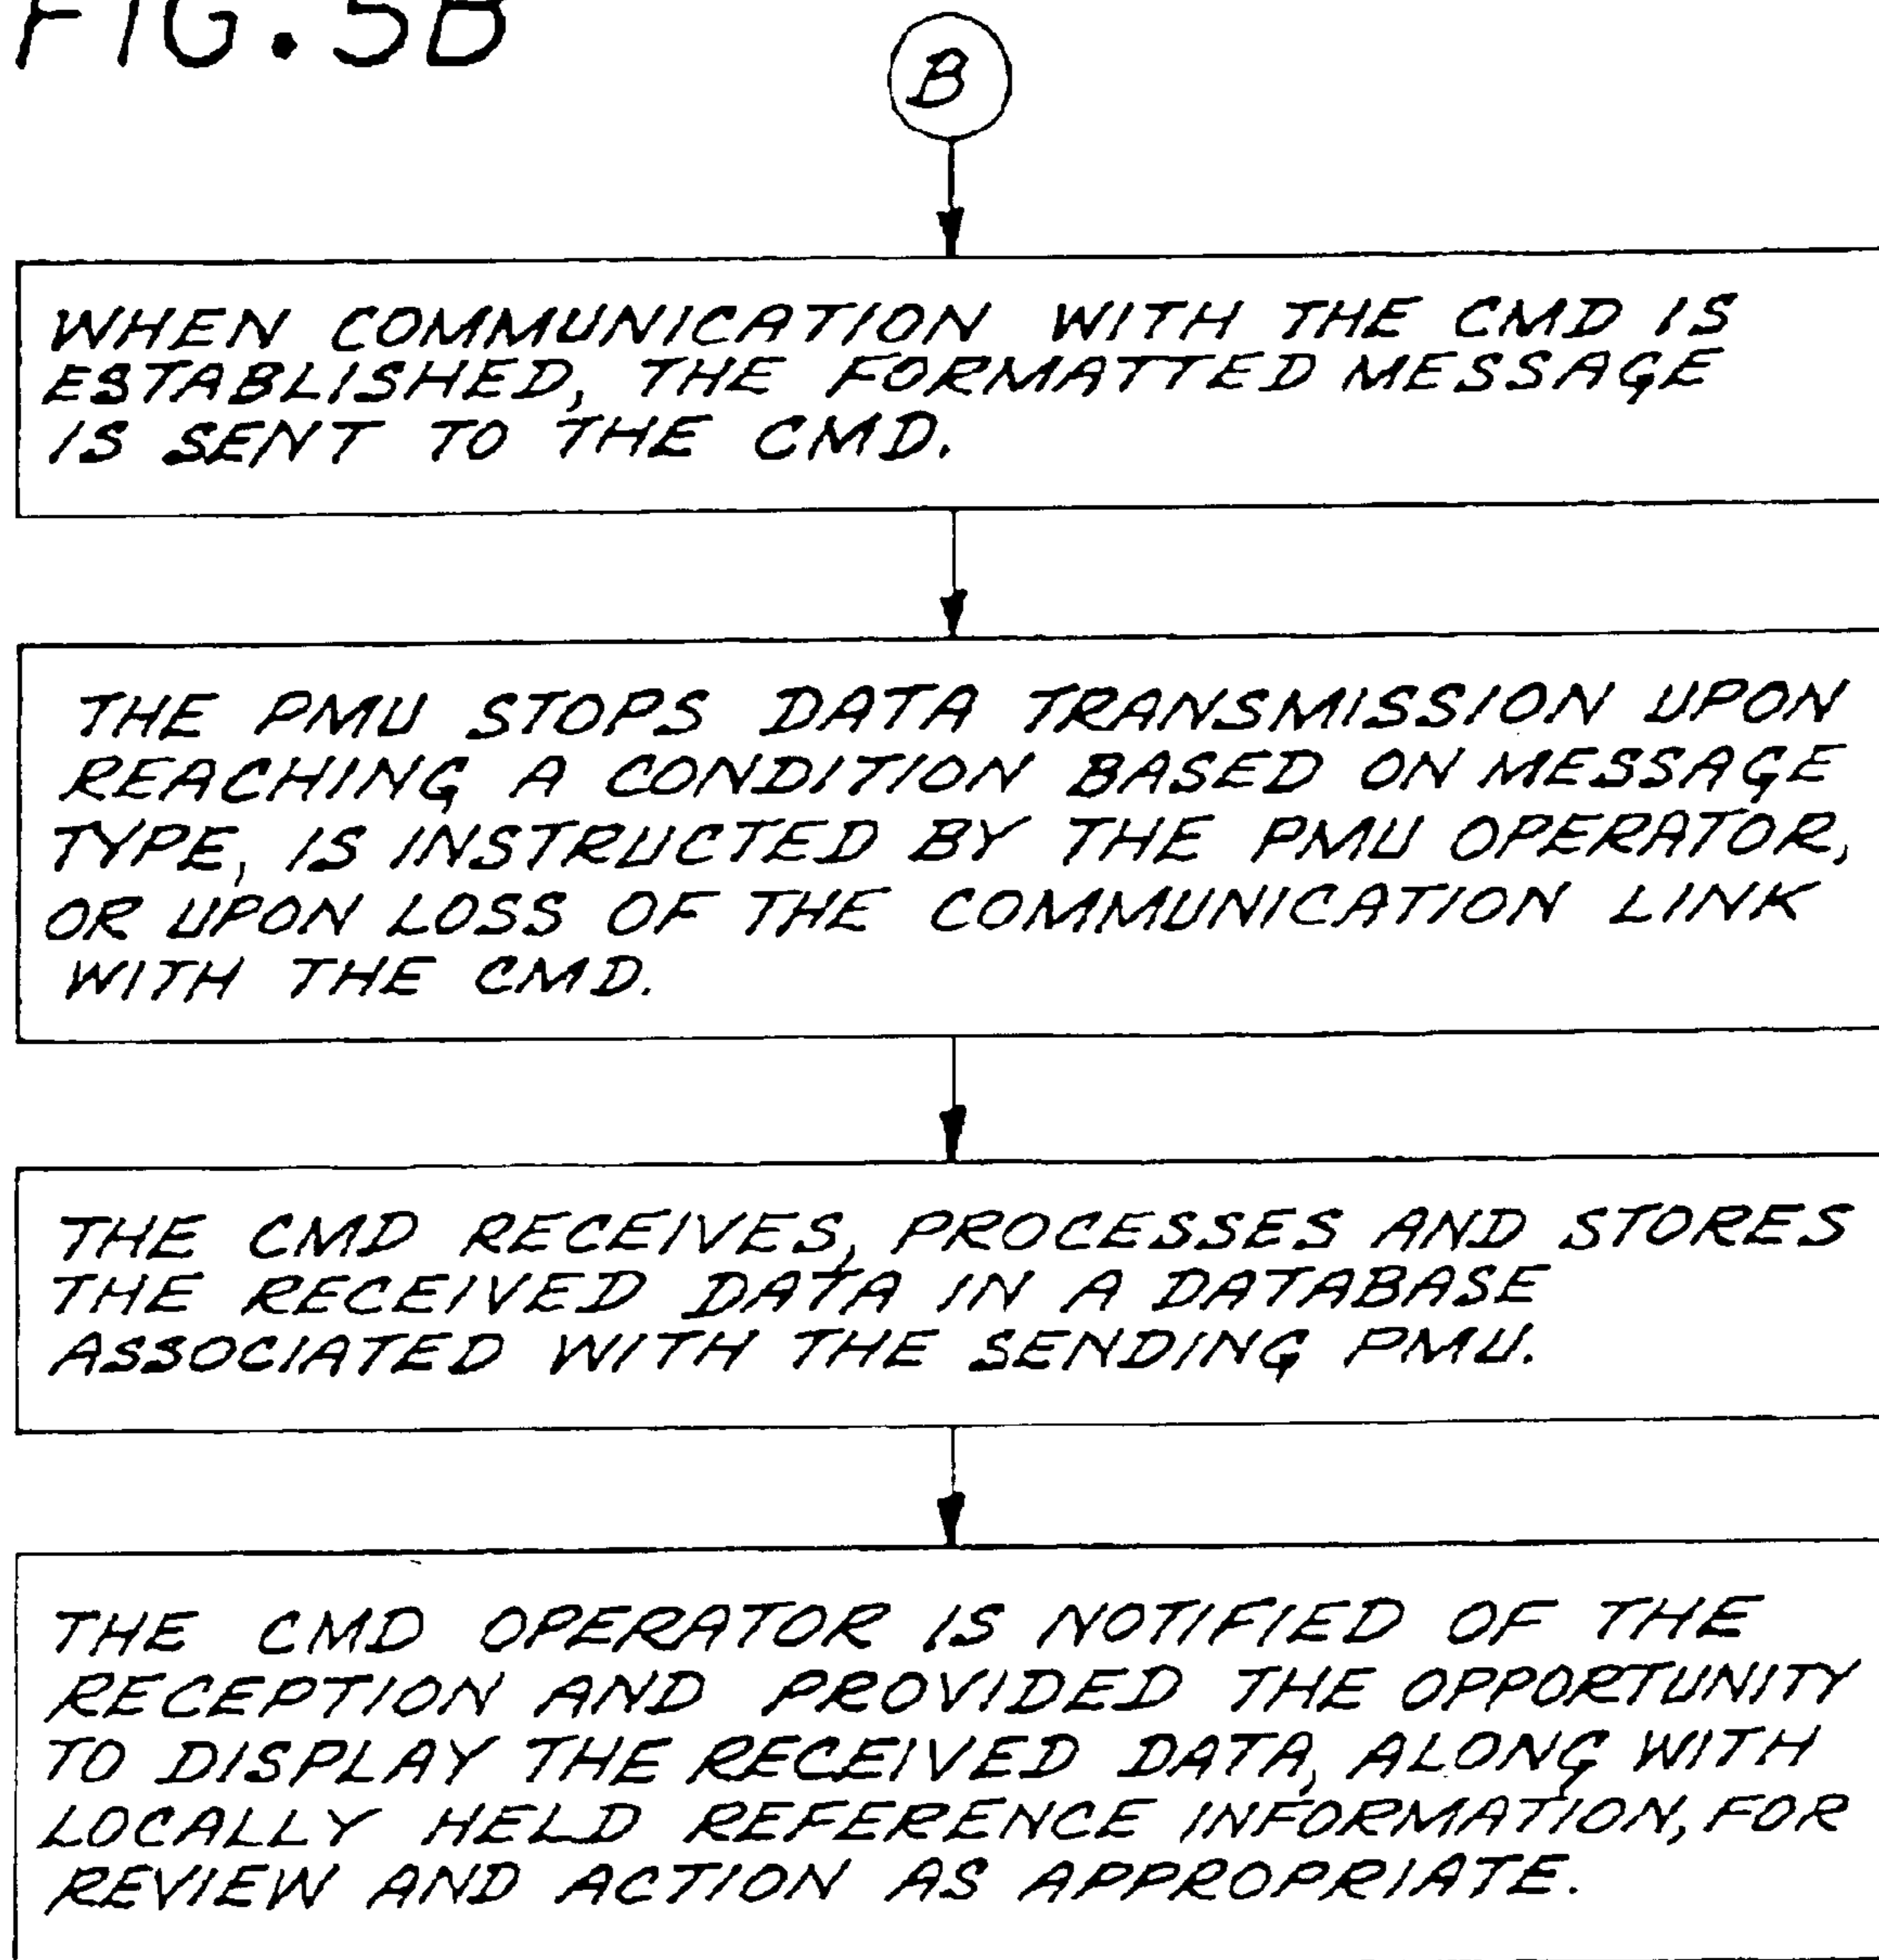 FIG. 5B
B
WHEN COMMUNICATION WITH THE CMD IS
ESTABLISHED, THE FORMATTED MESSAGE
IS SENT TO THE CMD.
THE PMU STOPS DATA TRANSMISSION UPON
REACHING A CONDITION BASED ON MESSAGE
TYPE, IS INSTRUCTED BY THE PMU OPERATOR,
OR UPON LOSS OF THE COMMUNICATION LINK
WITH THE CMD.
THE CMD RECEIVES, PROCESSES AND STORES
THE RECEIVED DATA IN A DATABASE
ASSOCIATED WITH THE SENDING PMU.
THE CMD OPERATOR IS NOTIFIED OF THE
RECEPTION AND PROVIDED THE OPPORTUNITY
TO DISPLAY THE RECEIVED DATA, ALONG WITH
LOCALLY HELD REFERENCE INFORMATION, FOR
REVIEW AND ACTION AS APPROPRIATE.